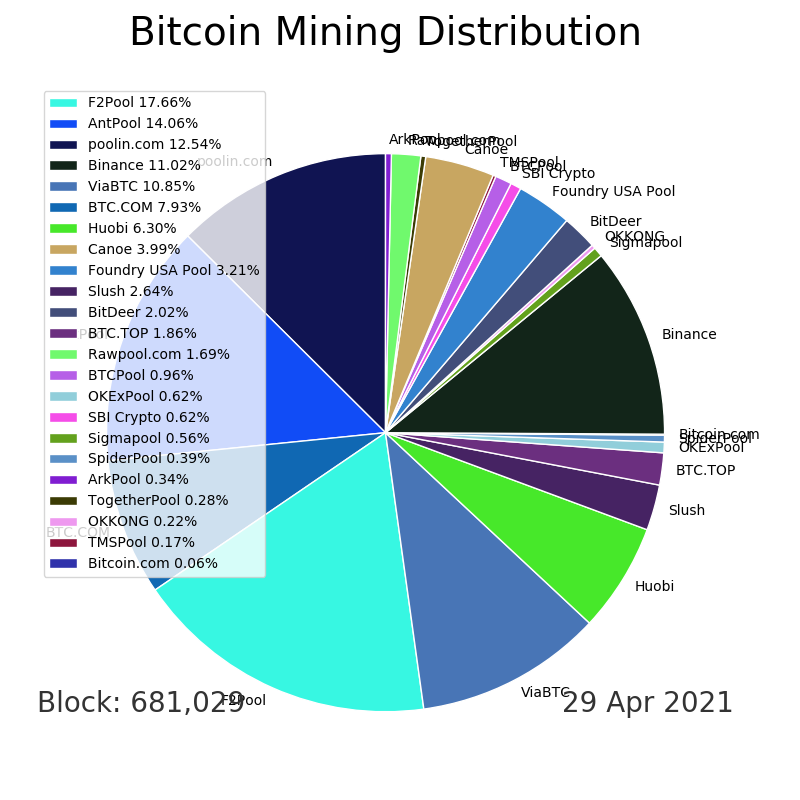 Bitcoin Mining Distribution
F2Pool 17.66%
AntPool 14.06%
poolin.com 12.54%
Binance 11.02%
ViaBTC 10.85%
BTC.COM 7.93%
Huobi 6.30%
Canoe 3.99%
Foundry USA Pool 3.21%
Slush 2.64%
BitDeer 2.02%
BTC.TOP 1.86%
Rawpool.com 1.69%
BTCPool 0.96%
OKExPool 0.62%
SBI Crypto 0.62%
Sigmapool 0.56%
SpiderPool 0.39%
ArkPool 0.34%
TogetherPool 0.28%
OKKONG 0.22%
TMSPool 0.17%
Bitcoin.com 0.06%
ArkPool
Rawpool.com
TogetherPool
Canoe
TMSPool
BTCPool
SBI Crypto
Foundry USA Pool
BitDeer
OKKONG
Sigmapool
Binance
Bitcoin.com
SpiderPool
OKExPool
BTC.TOP
Slush
Huobi
ViaBTC
F2Pool
BTC.COM
poolin.com
Block: 681,029
29 Apr 2021